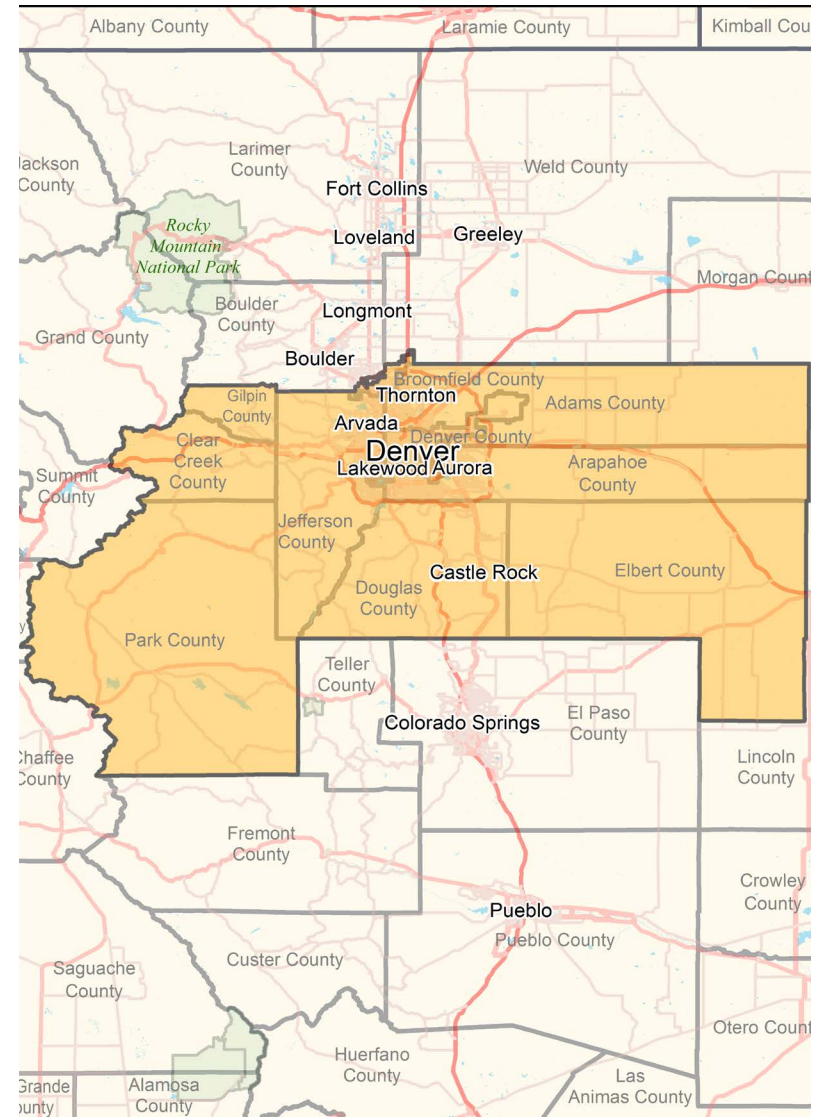 Albany County
Laramie County
Kimball Cou
Jackson
County
Larimer
County
Weld County
Fort Collins
Rocky
Mountain
National Park
Loveland
Greeley
Morgan Count
Boulder
County
Longmont
Grand County
Boulder
Broomfield County
Gilpin
County
Thornton
Adams County
Arvada
Denver County
Clear
Creek
County
Denver
Lakewood
Aurora
Arapahoe
County
Summit
County
Jefferson
County
Castle Rock
Elbert County
Douglas
County
y
Park County
Teller
County
Colorado Springs
El Paso
County
Chaffee
County
Lincoln
County
Fremont
County
Crowley
County
Pueblo
Pueblo County
Custer County
Saguache
County
Otero Count
Huerfano
County
Grande
ounty
Alamosa
County
Las
Animas County